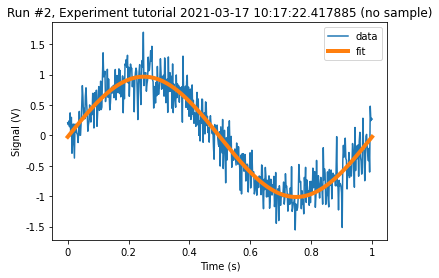 Run #2, Experiment tutorial 2021-03-17 10:17:22.417885 (no sample)
data
fit
Signal (V)
1.5
1
0.5
0
-0.5
-1
-1.5
0
0.2
0.4
0.6
0.8
1
Time (s)